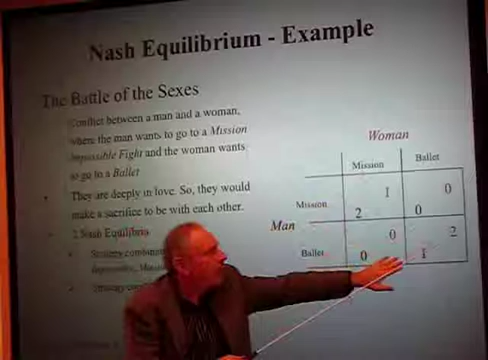 Nash Equilibrium - Example
The Battle of the Sexes
Conflict between a man and a woman,
where the man wants to go to a Mission
Impossible Fight and the woman wants
to go to a Ballet
They are deeply in love. So, they would
make a sacrifice to be with each other.
2 Nash Equilibria
Strategy
Strategy
Woman
Mission Ballet
Mission 2 1 0 0
Man
Ballet 0 0 1 2